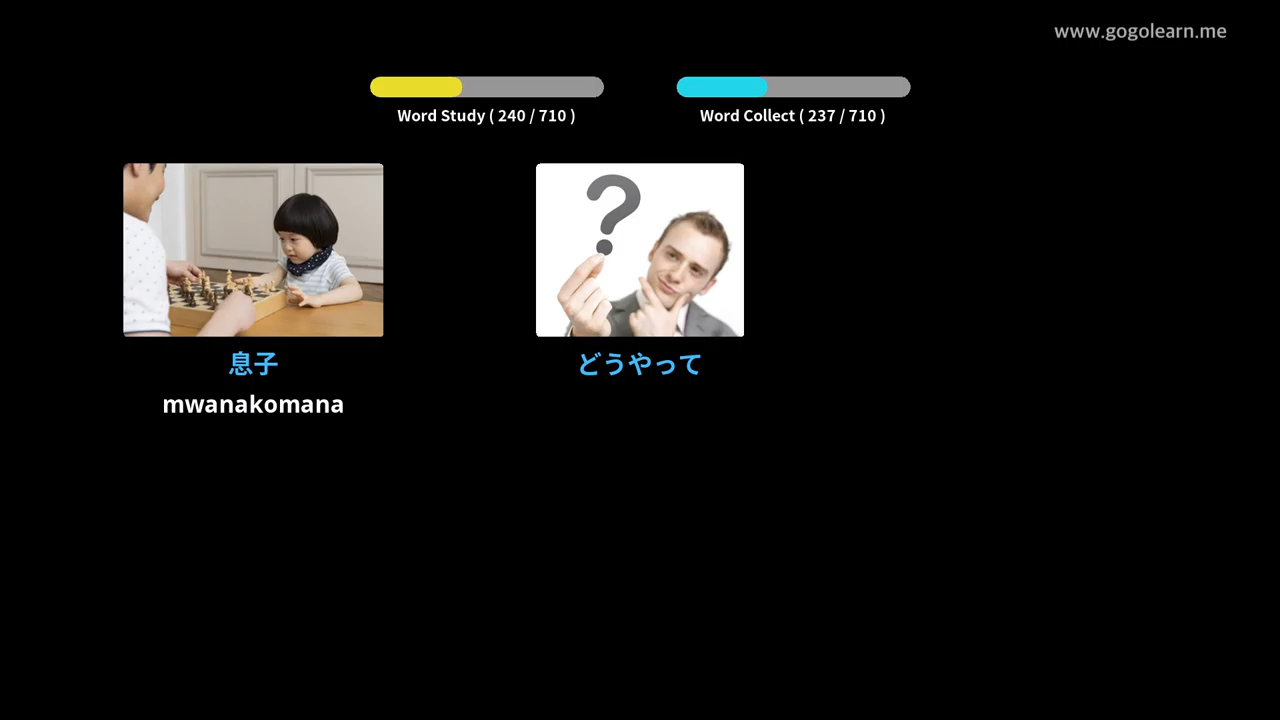 www.gogolearn.me
Word Study ( 240 / 710 )
Word Collect ( 237 / 710 )
息子
mwanakomana
どうやって